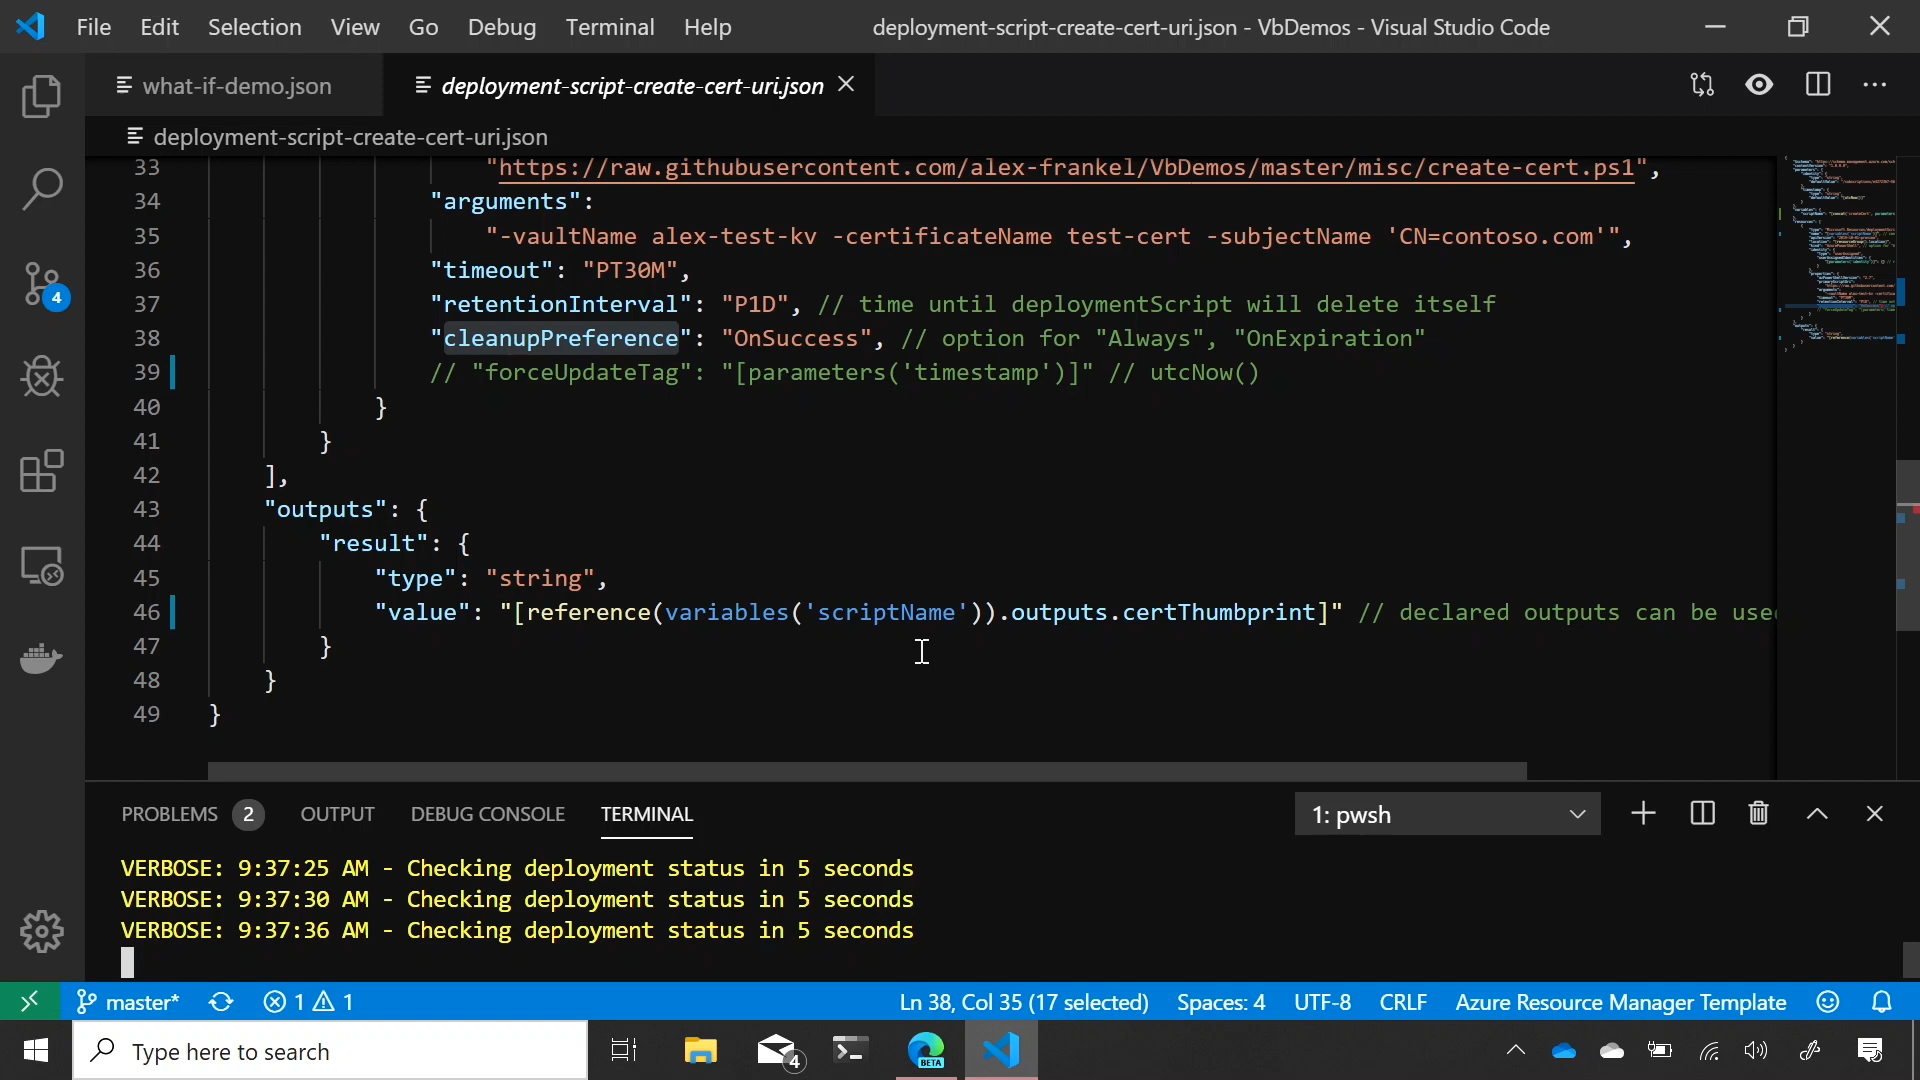 File Edit Selection View Go Debug Terminal Help deployment-script-create-cert-uri.json - VbDemos - Visual Studio Code
what-if-demo.json deployment-script-create-cert-uri.json
deployment-script-create-cert-uri.json
33 "https://raw.githubusercontent.com/alex-frankel/VbDemos/master/misc/create-cert.ps1",
34 "arguments":
35 "-vaultName alex-test-kv -certificateName test-cert -subjectName 'CN=contoso.com'",
36 "timeout": "PT30M",
37 "retentionInterval": "P1D", // time until deploymentScript will delete itself
38 "cleanupPreference": "OnSuccess", // option for "Always", "OnExpiration"
39 // "forceUpdateTag": "[parameters('timestamp')]" // utcNow()
40 }
41 }
42 ],
43 "outputs": {
44 "result": {
45 "type": "string",
46 "value": "[reference(variables('scriptName')).outputs.certThumbprint]" // declared outputs can be use
47 }
48 }
49 }
4
PROBLEMS 2 OUTPUT DEBUG CONSOLE TERMINAL 1: pwsh
VERBOSE: 9:37:25 AM - Checking deployment status in 5 seconds
VERBOSE: 9:37:30 AM - Checking deployment status in 5 seconds
VERBOSE: 9:37:36 AM - Checking deployment status in 5 seconds
master* 1 1 Ln 38, Col 35 (17 selected) Spaces: 4 UTF-8 CRLF Azure Resource Manager Template
Type here to search 4 BETA